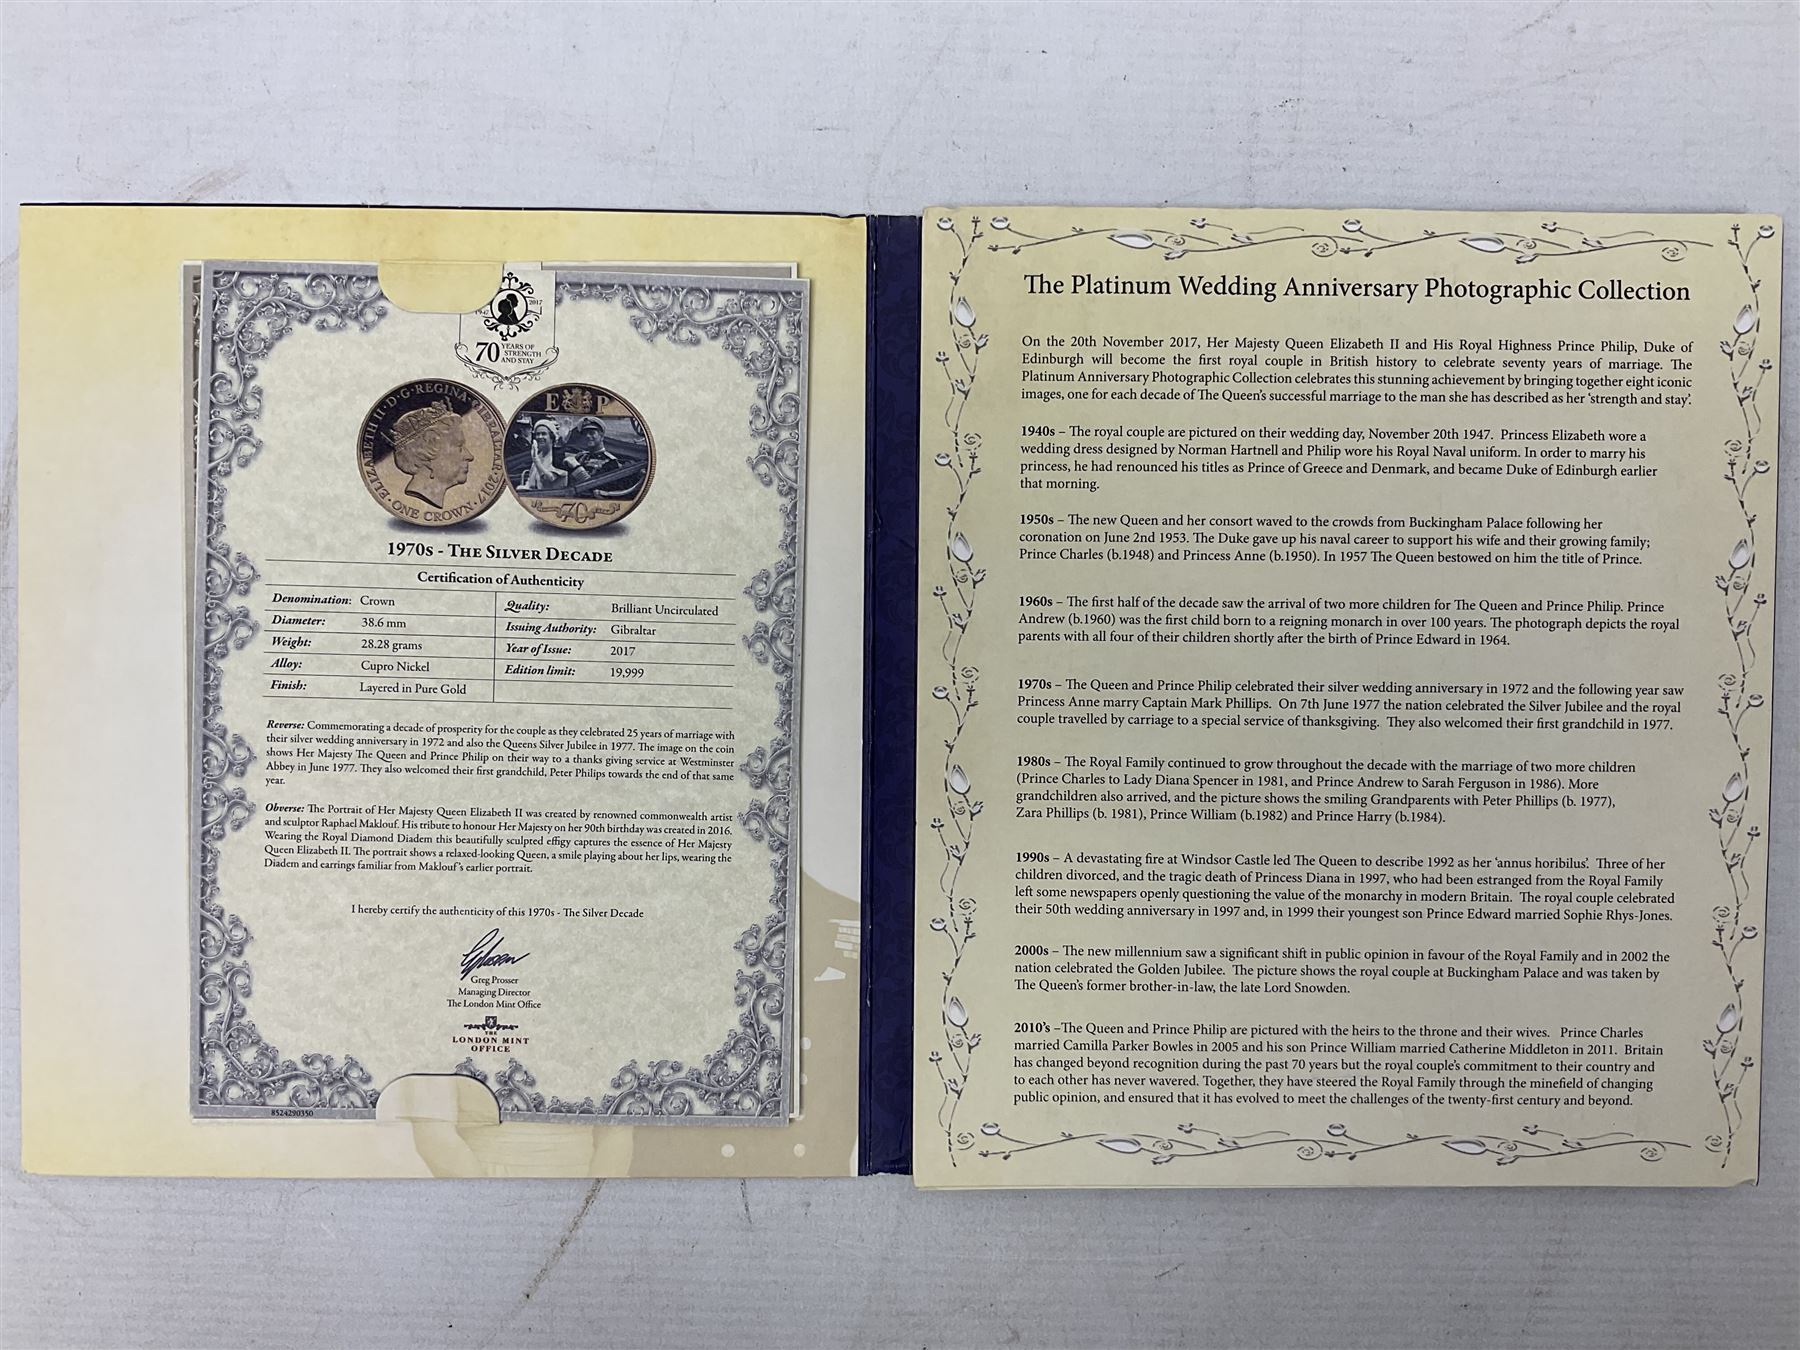 1947
2017
70 YEARS OF
STRENGTH
AND STAY
ELIZABETH II · D · G · REGINA · GIBRALTAR · 2017 ·
· ONE CROWN ·
E P
70
1970s - The Silver Decade
Certification of Authenticity
Denomination: Crown
Diameter: 38.6 mm
Weight: 28.28 grams
Alloy: Cupro Nickel
Finish: Layered in Pure Gold
Quality: Brilliant Uncirculated
Issuing Authority: Gibraltar
Year of Issue: 2017
Edition limit: 19,999
Reverse: Commemorating a decade of prosperity for the couple as they celebrated 25 years of marriage with
their silver wedding anniversary in 1972 and also the Queens Silver Jubilee in 1977. The image on the coin
shows Her Majesty The Queen and Prince Philip on their way to a thanks giving service at Westminster
Abbey in June 1977. They also welcomed their first grandchild, Peter Philips towards the end of that same
year.
Obverse: The Portrait of Her Majesty Queen Elizabeth II was created by renowned commonwealth artist
and sculptor Raphael Maklouf. His tribute to honour Her Majesty on her 90th birthday was created in 2016.
Wearing the Royal Diamond Diadem this beautifully sculpted effigy captures the essence of Her Majesty
Queen Elizabeth II. The portrait shows a relaxed-looking Queen, a smile playing about her lips, wearing the
Diadem and earrings familiar from Maklouf's earlier portrait.
I hereby certify the authenticity of this 1970s - The Silver Decade
Greg Prosser
Managing Director
The London Mint Office
THE
LONDON MINT
OFFICE
8524290350
The Platinum Wedding Anniversary Photographic Collection
On the 20th November 2017, Her Majesty Queen Elizabeth II and His Royal Highness Prince Philip, Duke of
Edinburgh will become the first royal couple in British history to celebrate seventy years of marriage. The
Platinum Anniversary Photographic Collection celebrates this stunning achievement by bringing together eight iconic
images, one for each decade of The Queen's successful marriage to the man she has described as her 'strength and stay'.
1940s – The royal couple are pictured on their wedding day, November 20th 1947. Princess Elizabeth wore a
wedding dress designed by Norman Hartnell and Philip wore his Royal Naval uniform. In order to marry his
princess, he had renounced his titles as Prince of Greece and Denmark, and became Duke of Edinburgh earlier
that morning.
1950s – The new Queen and her consort waved to the crowds from Buckingham Palace following her
coronation on June 2nd 1953. The Duke gave up his naval career to support his wife and their growing family;
Prince Charles (b.1948) and Princess Anne (b.1950). In 1957 The Queen bestowed on him the title of Prince.
1960s – The first half of the decade saw the arrival of two more children for The Queen and Prince Philip. Prince
Andrew (b.1960) was the first child born to a reigning monarch in over 100 years. The photograph depicts the royal
parents with all four of their children shortly after the birth of Prince Edward in 1964.
1970s – The Queen and Prince Philip celebrated their silver wedding anniversary in 1972 and the following year saw
Princess Anne marry Captain Mark Phillips. On 7th June 1977 the nation celebrated the Silver Jubilee and the royal
couple travelled by carriage to a special service of thanksgiving. They also welcomed their first grandchild in 1977.
1980s – The Royal Family continued to grow throughout the decade with the marriage of two more children
(Prince Charles to Lady Diana Spencer in 1981, and Prince Andrew to Sarah Ferguson in 1986). More
grandchildren also arrived, and the picture shows the smiling Grandparents with Peter Phillips (b. 1977),
Zara Phillips (b. 1981), Prince William (b.1982) and Prince Harry (b.1984).
1990s – A devastating fire at Windsor Castle led The Queen to describe 1992 as her 'annus horibilus'. Three of her
children divorced, and the tragic death of Princess Diana in 1997, who had been estranged from the Royal Family
left some newspapers openly questioning the value of the monarchy in modern Britain. The royal couple celebrated
their 50th wedding anniversary in 1997 and, in 1999 their youngest son Prince Edward married Sophie Rhys-Jones.
2000s – The new millennium saw a significant shift in public opinion in favour of the Royal Family and in 2002 the
nation celebrated the Golden Jubilee. The picture shows the royal couple at Buckingham Palace and was taken by
The Queen's former brother-in-law, the late Lord Snowden.
2010's –The Queen and Prince Philip are pictured with the heirs to the throne and their wives. Prince Charles
married Camilla Parker Bowles in 2005 and his son Prince William married Catherine Middleton in 2011. Britain
has changed beyond recognition during the past 70 years but the royal couple's commitment to their country and
to each other has never wavered. Together, they have steered the Royal Family through the minefield of changing
public opinion, and ensured that it has evolved to meet the challenges of the twenty-first century and beyond.